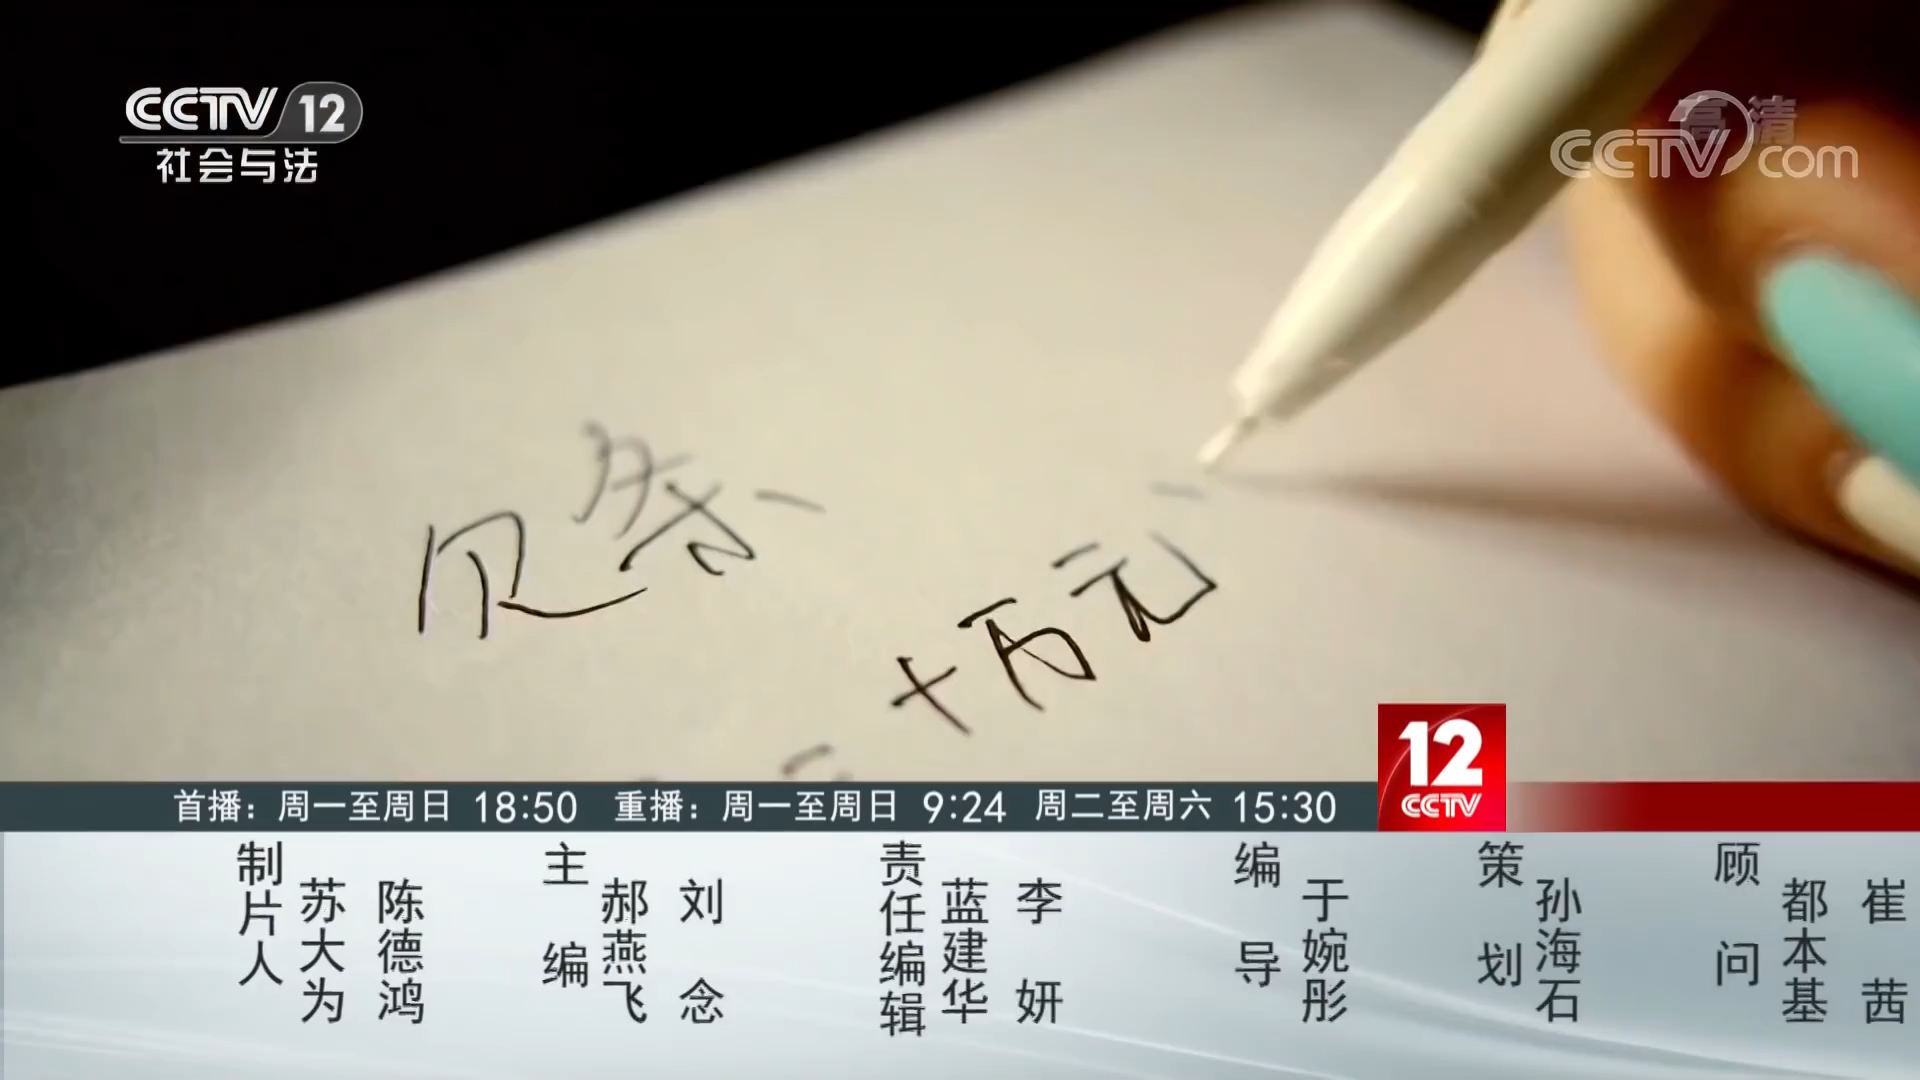 CCTV 12
社会与法
高清
CCTV com
十万元
首播：周一至周日 18:50 重播：周一至周日 9:24 周二至周六 15:30
12
CCTV
制片人 苏大为 陈德鸿
主编 郝燕飞 刘念
责任编辑 蓝建华 李妍
编导 于婉彤
策划 孙海石
顾问 都本基 崔茜